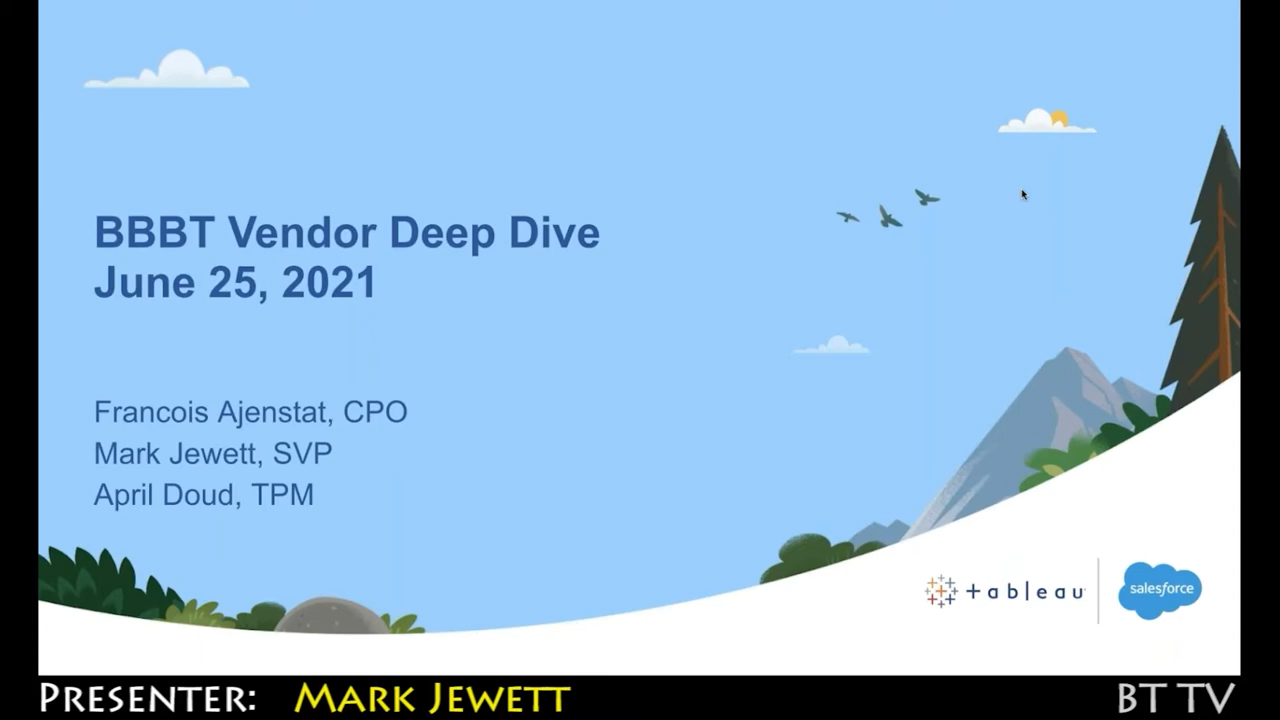 BBBT Vendor Deep Dive
June 25, 2021
Francois Ajenstat, CPO
Mark Jewett, SVP
April Doud, TPM
+ableau
salesforce
PRESENTER: MARK JEWETT
BT TV